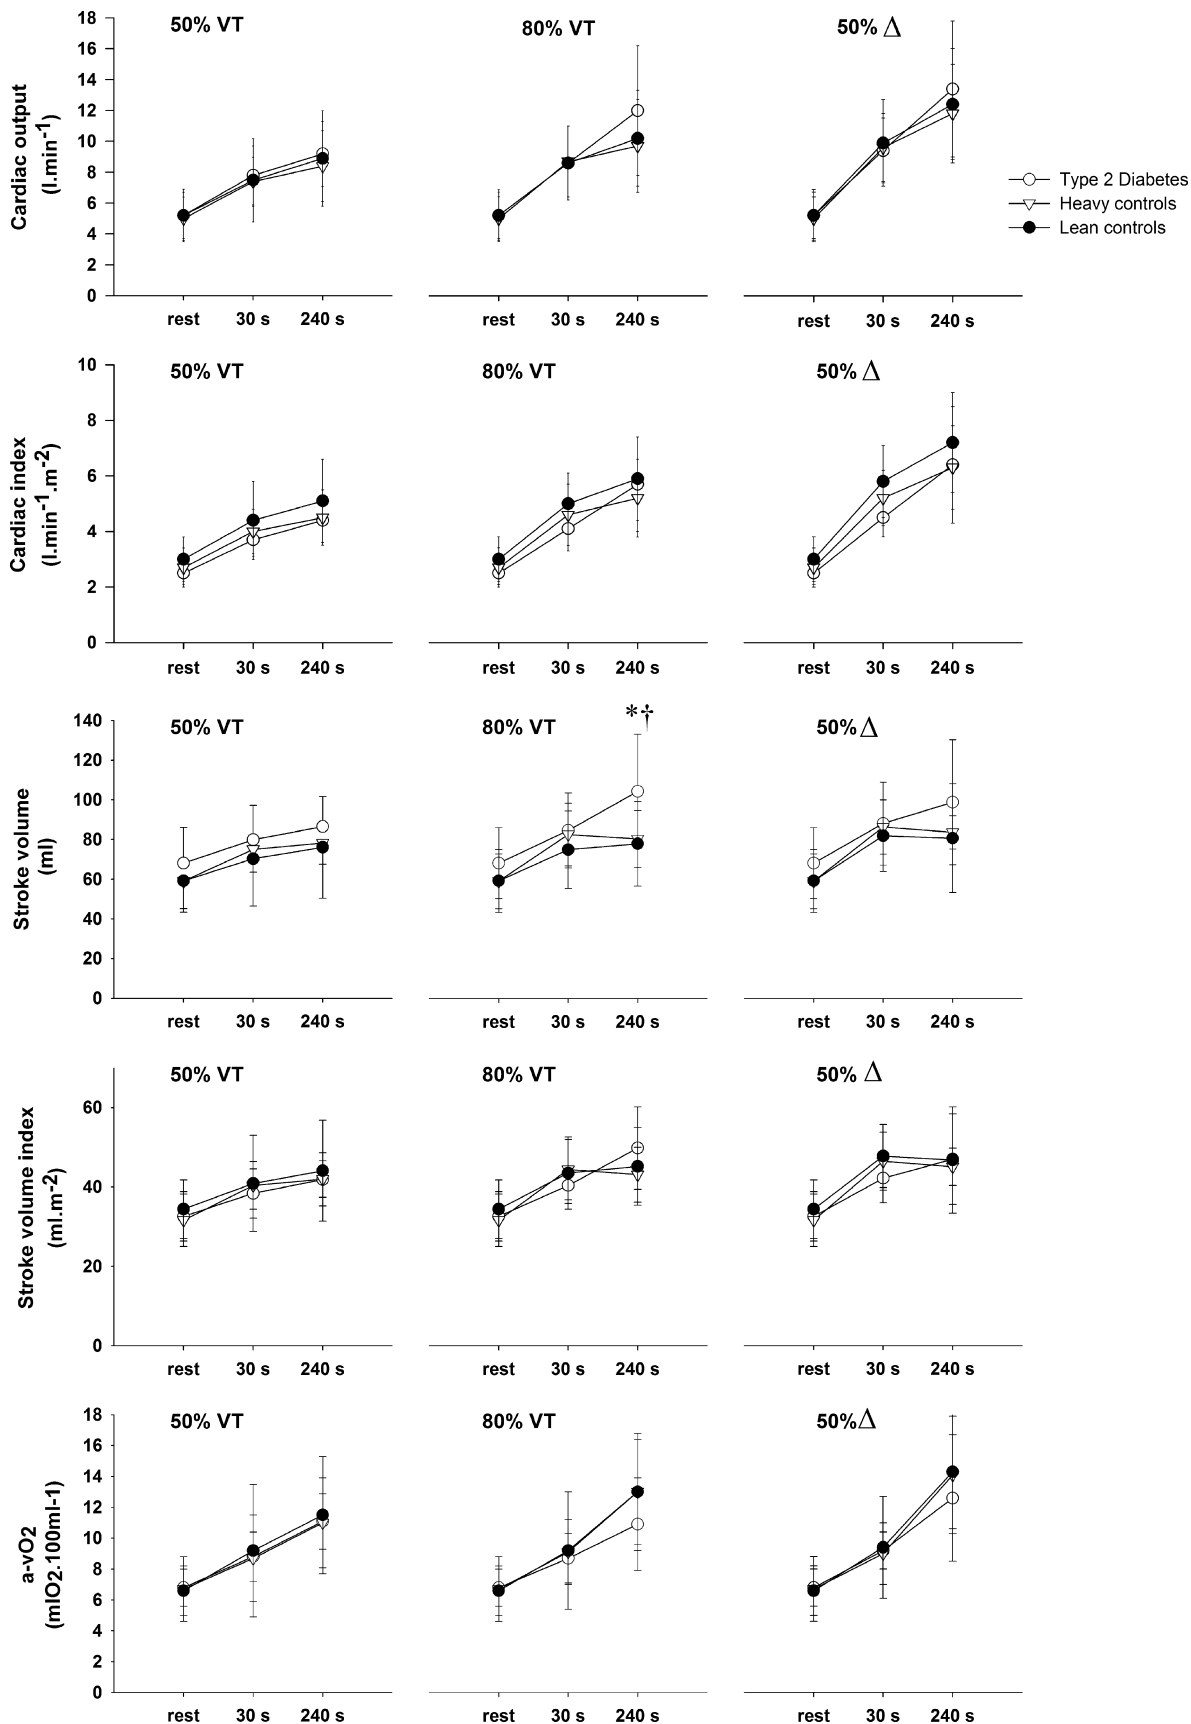 50% VT 80% VT 50% Δ
Cardiac output
(l.min-1)
18
16
14
12
10
8
6
4
2
0
rest 30 s 240 s rest 30 s 240 s rest 30 s 240 s
Type 2 Diabetes
Heavy controls
Lean controls
50% VT 80% VT 50% Δ
Cardiac index
(l.min-1.m-2)
10
8
6
4
2
0
rest 30 s 240 s rest 30 s 240 s rest 30 s 240 s
50% VT 80% VT *† 50% Δ
Stroke volume
(ml)
140
120
100
80
60
40
20
0
rest 30 s 240 s rest 30 s 240 s rest 30 s 240 s
50% VT 80% VT 50% Δ
Stroke volume index
(ml.m-2)
60
40
20
0
rest 30 s 240 s rest 30 s 240 s rest 30 s 240 s
50% VT 80% VT 50%Δ
a-vO2
(mlO2.100ml-1)
18
16
14
12
10
8
6
4
2
0
rest 30 s 240 s rest 30 s 240 s rest 30 s 240 s